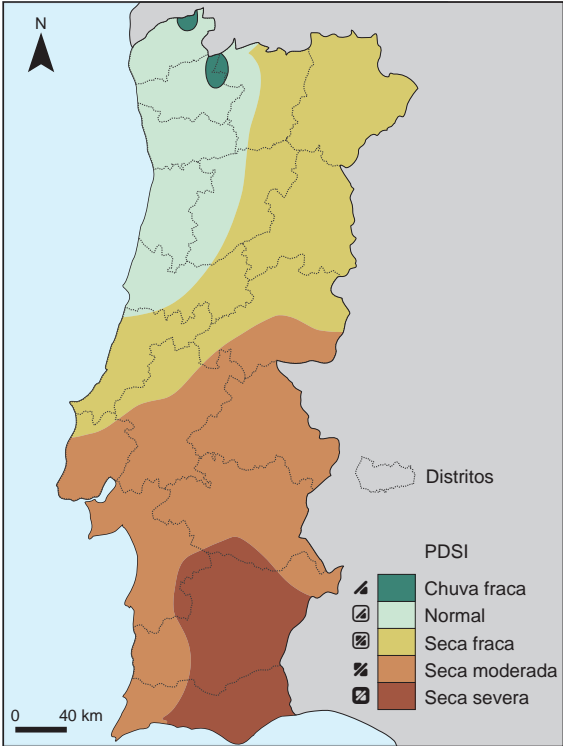 N
Distritos
PDSI
Chuva fraca
Normal
Seca fraca
Seca moderada
Seca severa
0 40 km